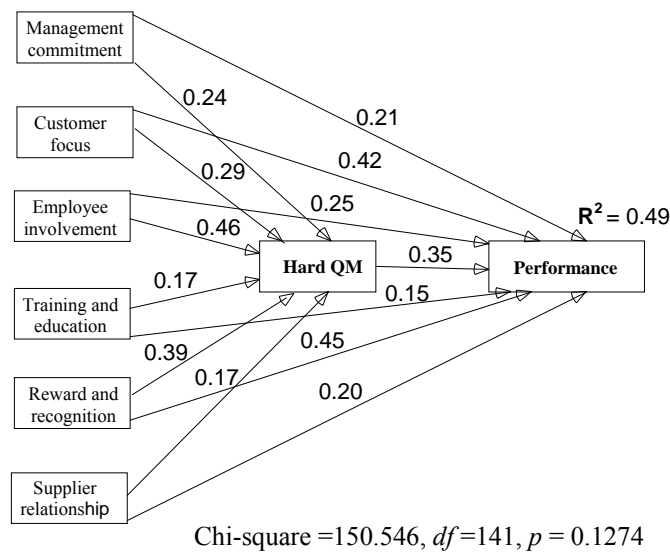 Management
commitment
0.24
0.21
Customer
focus
0.42
0.29
Employee
involvement
0.25
0.46
R² = 0.49
Hard QM
0.35
Performance
0.17
Training and
education
0.15
0.39
0.45
0.17
Reward and
recognition
0.20
Supplier
relationship
Chi-square =150.546, df =141, p = 0.1274